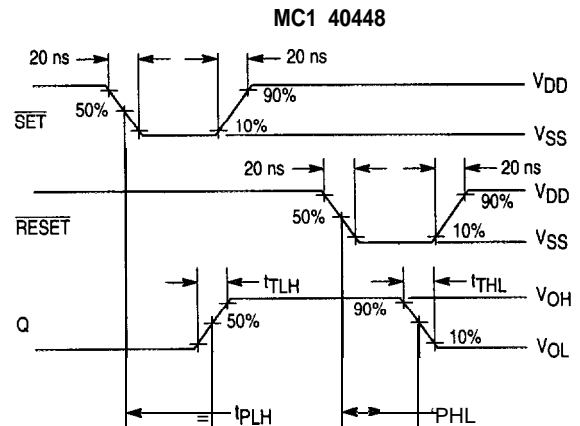 MC1 40448
20 ns 20 ns
VDD
90%
50%
SET
10%
VSS
20 ns 20 ns
VDD
90%
50%
RESET
10%
VSS
tTLH tTHL
VOH
90%
50%
Q
10%
VOL
= tPLH 'PHL